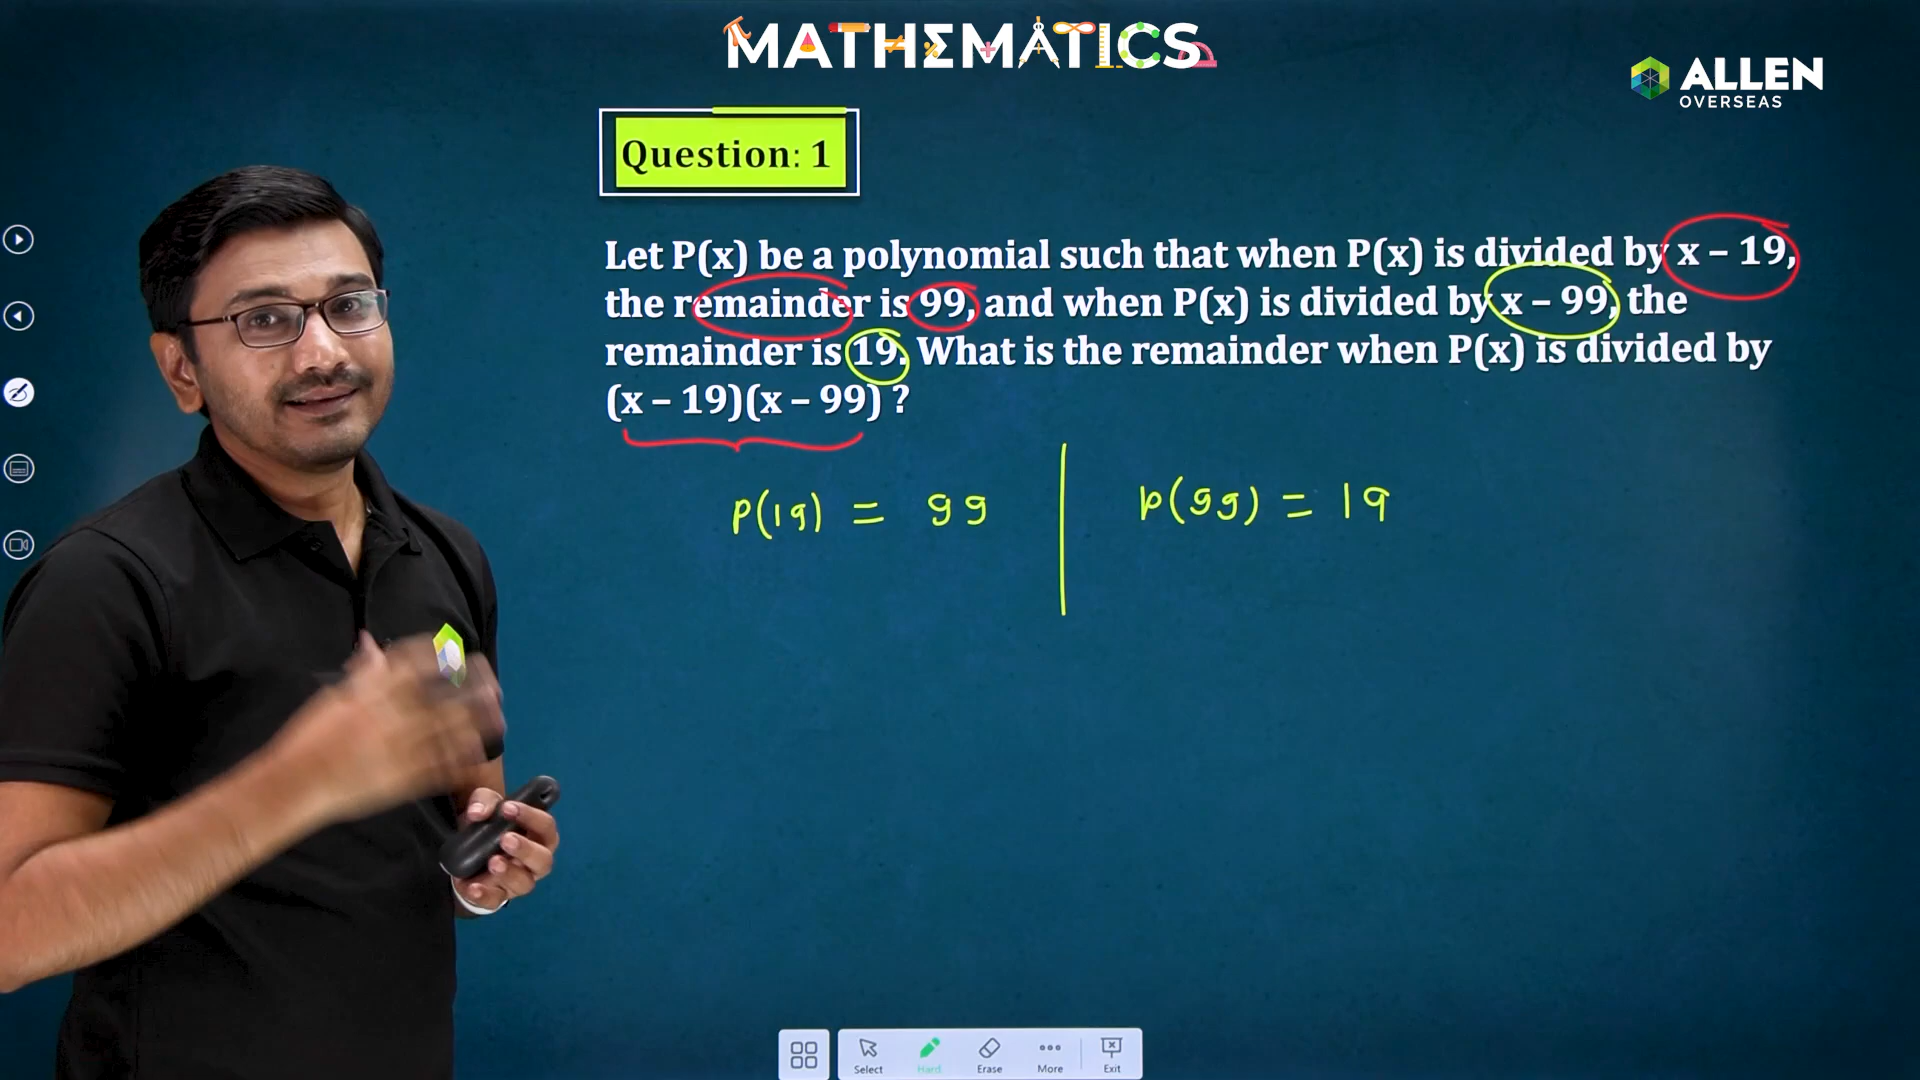 MATHEMATICS
ALLEN
OVERSEAS
Question: 1
Let P(x) be a polynomial such that when P(x) is divided by x – 19,
the remainder is 99, and when P(x) is divided by x – 99, the
remainder is 19. What is the remainder when P(x) is divided by
(x – 19)(x – 99) ?
P(19) = 99
P(99) = 19
Select
Hard
Erase
More
Exit